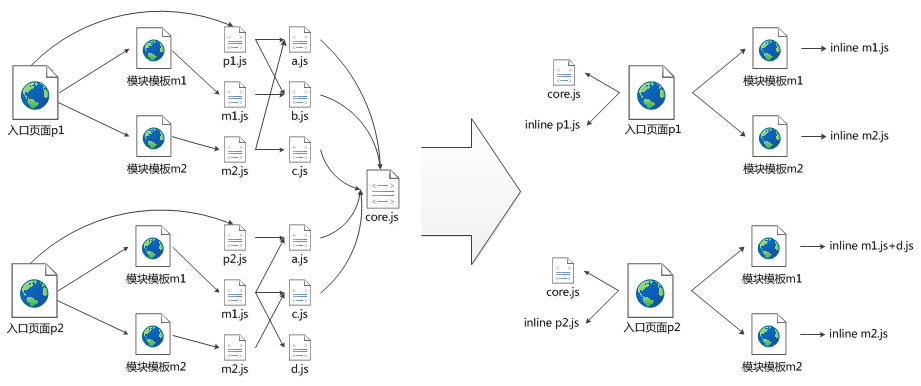 p1.js
a.js
模块模板m1
入口页面p1
m1.js
b.js
模块模板m2
m2.js
c.js
core.js
p2.js
a.js
模块模板m1
入口页面p2
m1.js
c.js
模块模板m2
m2.js
d.js
inline m1.js
模块模板m1
core.js
inline p1.js
入口页面p1
inline m2.js
模块模板m2
inline m1.js+d.js
模块模板m1
core.js
inline p2.js
入口页面p2
inline m2.js
模块模板m2